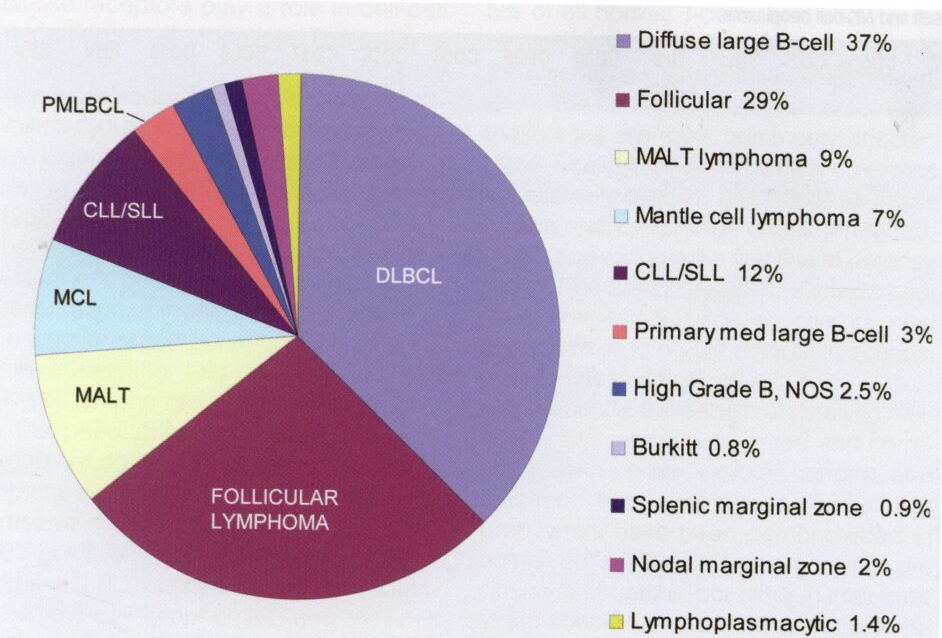 PMLBCL
CLL/SLL
MCL
MALT
DLBCL
FOLLICULAR
LYMPHOMA
Diffuse large B-cell 37%
Follicular 29%
MALT lymphoma 9%
Mantle cell lymphoma 7%
CLL/SLL 12%
Primary med large B-cell 3%
High Grade B, NOS 2.5%
Burkitt 0.8%
Splenic marginal zone 0.9%
Nodal marginal zone 2%
Lymphoplasmacytic 1.4%